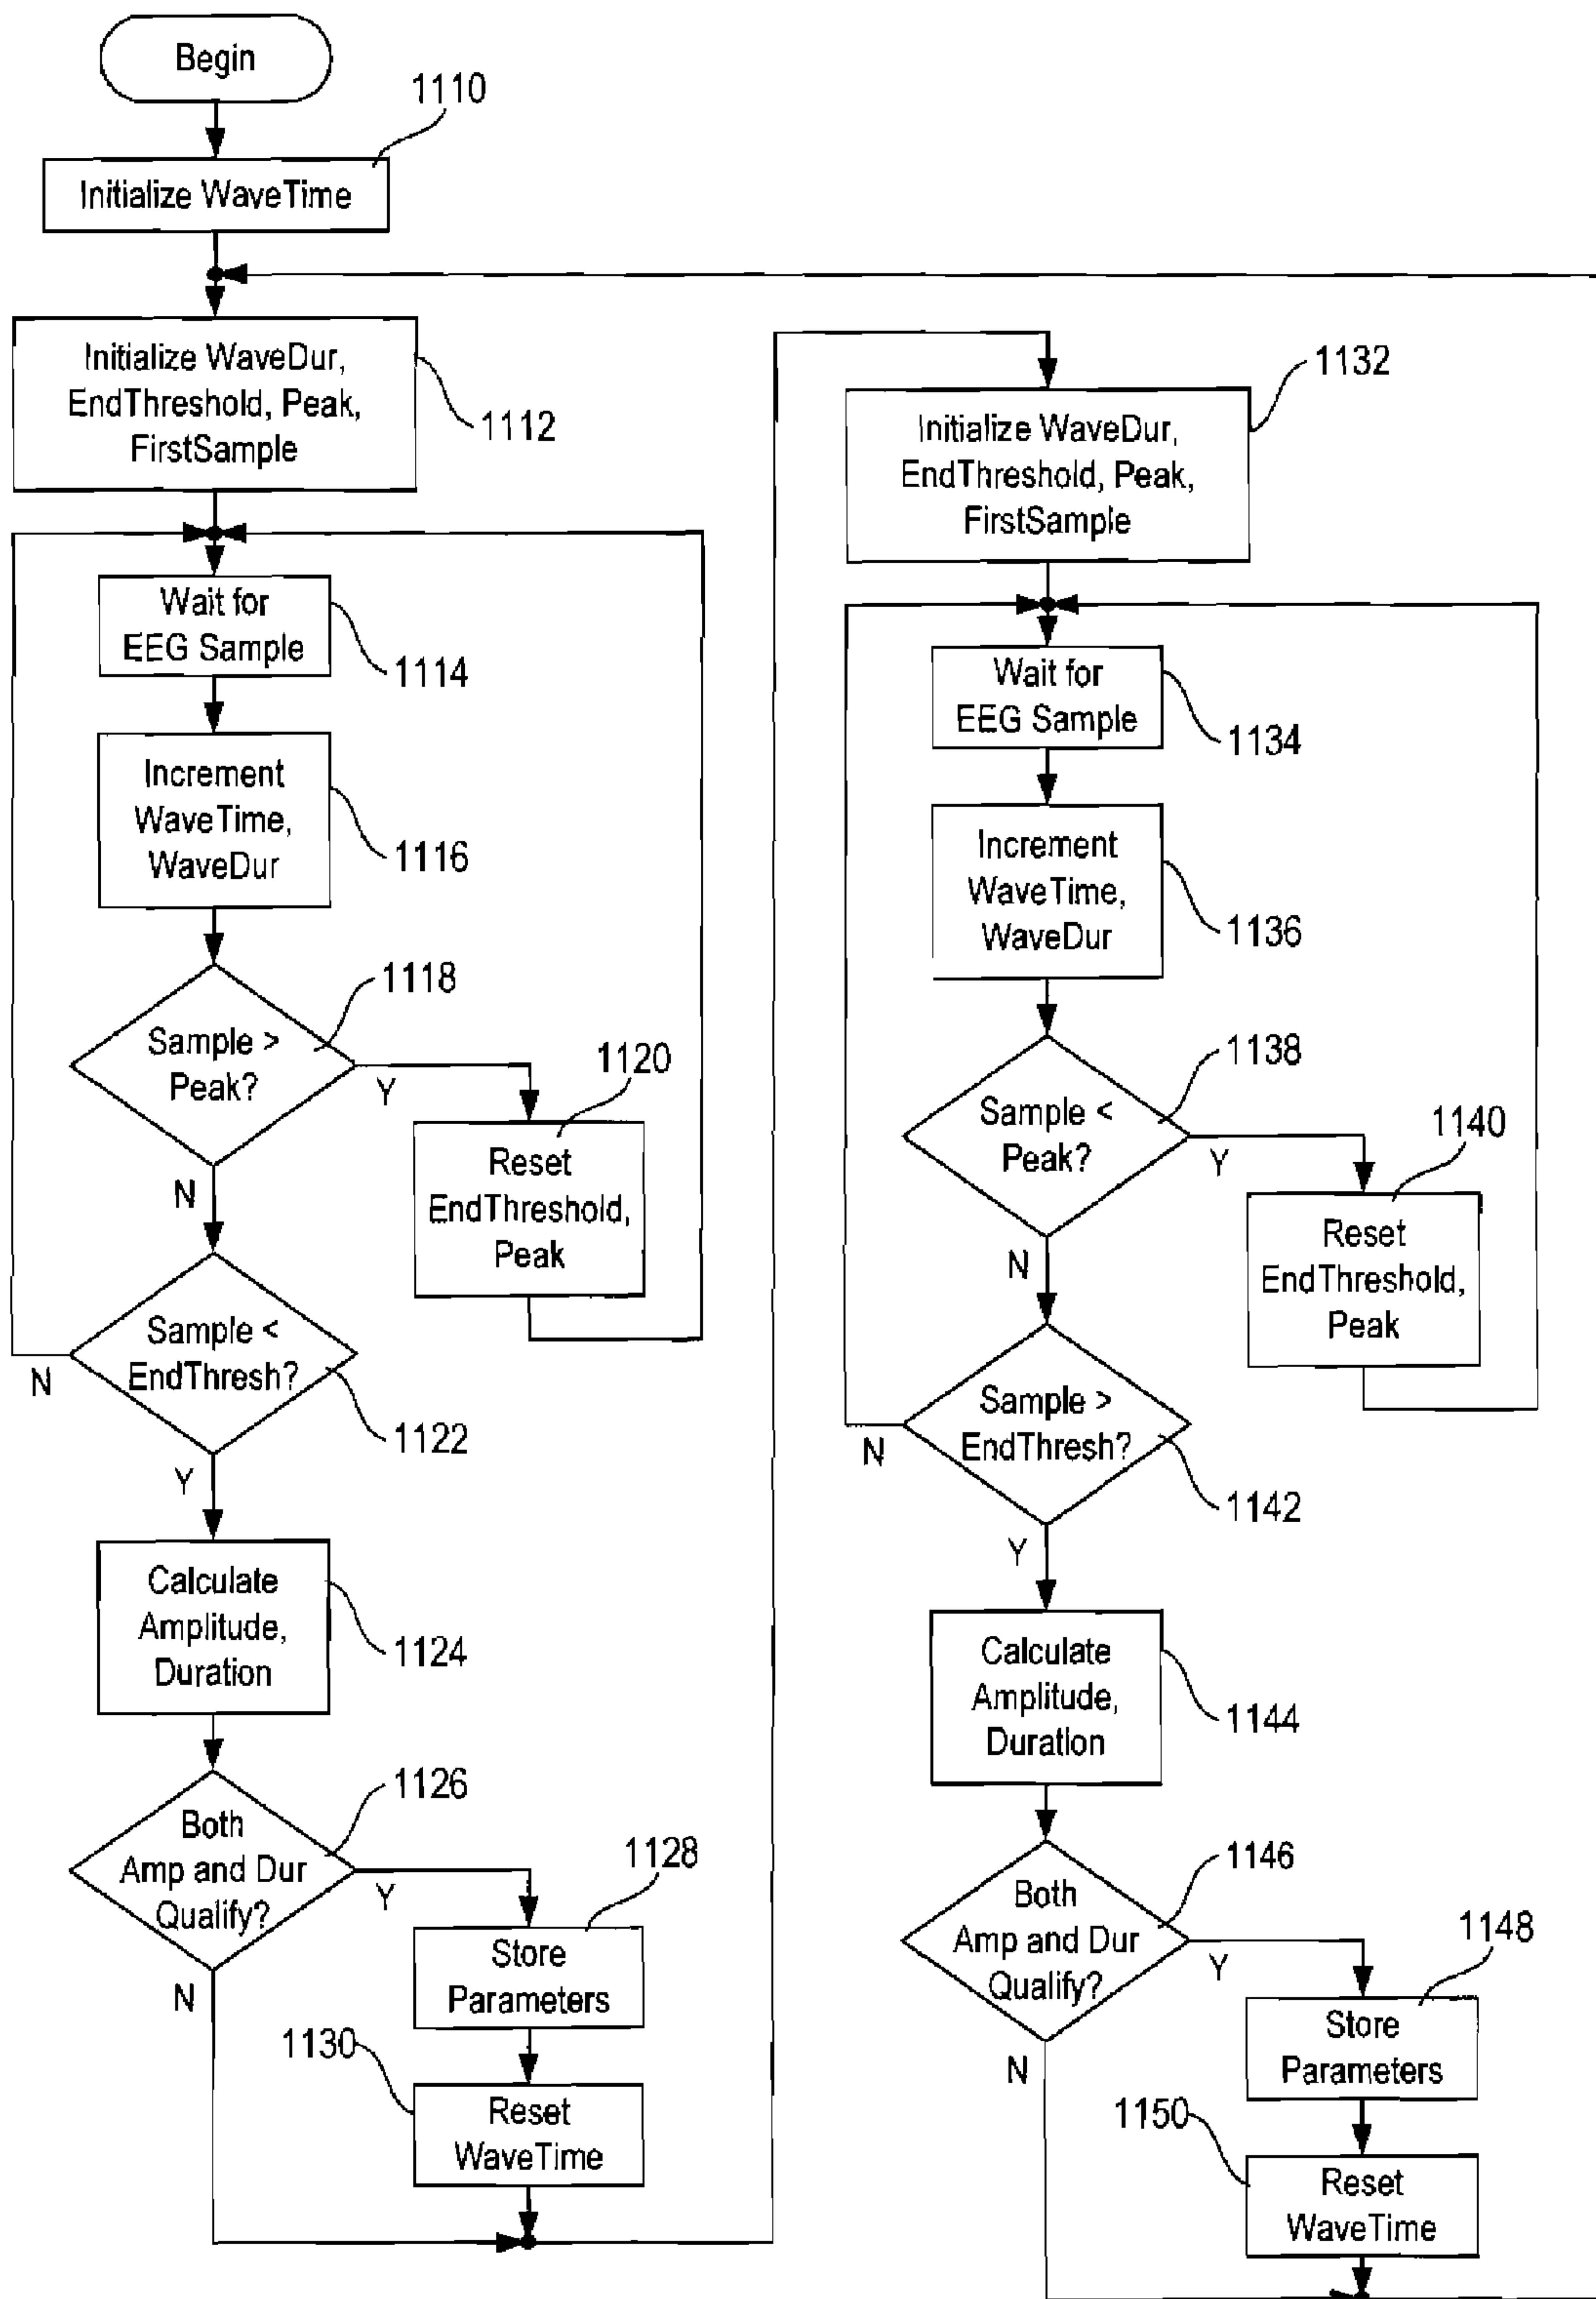 Begin
1110
Initialize WaveTime
Initialize WaveDur,
EndThreshold, Peak,
FirstSample
1112
Wait for
EEG Sample
1114
Increment
WaveTime,
WaveDur
1116
1118
Sample >
Peak?
Y
N
1120
Reset
EndThreshold,
Peak
Sample <
EndThresh?
N
1122
Y
Calculate
Amplitude,
Duration
1124
1126
Both
Amp and Dur
Qualify?
Y
N
1128
Store
Parameters
1130
Reset
WaveTime
1132
Initialize WaveDur,
EndThreshold, Peak,
FirstSample
Wait for
EEG Sample
1134
Increment
WaveTime,
WaveDur
1136
1138
Sample <
Peak?
Y
N
1140
Reset
EndThreshold,
Peak
Sample >
EndThresh?
N
1142
Y
Calculate
Amplitude,
Duration
1144
1146
Both
Amp and Dur
Qualify?
Y
N
1148
Store
Parameters
1150
Reset
WaveTime